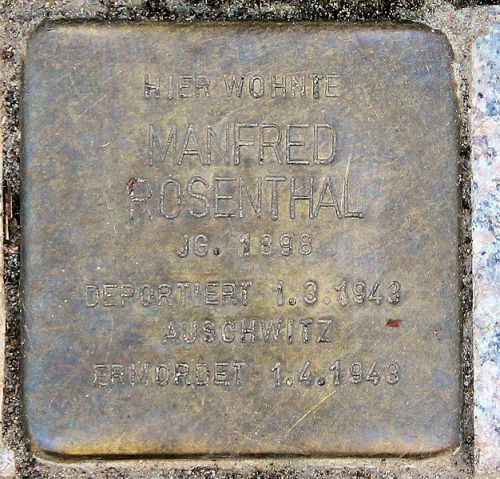 HIER WOHNTE
MANFRED
ROSENTHAL
JG. 1898
DEPORTIERT 1.3.1943
AUSCHWITZ
ERMORDET 1.4.1943